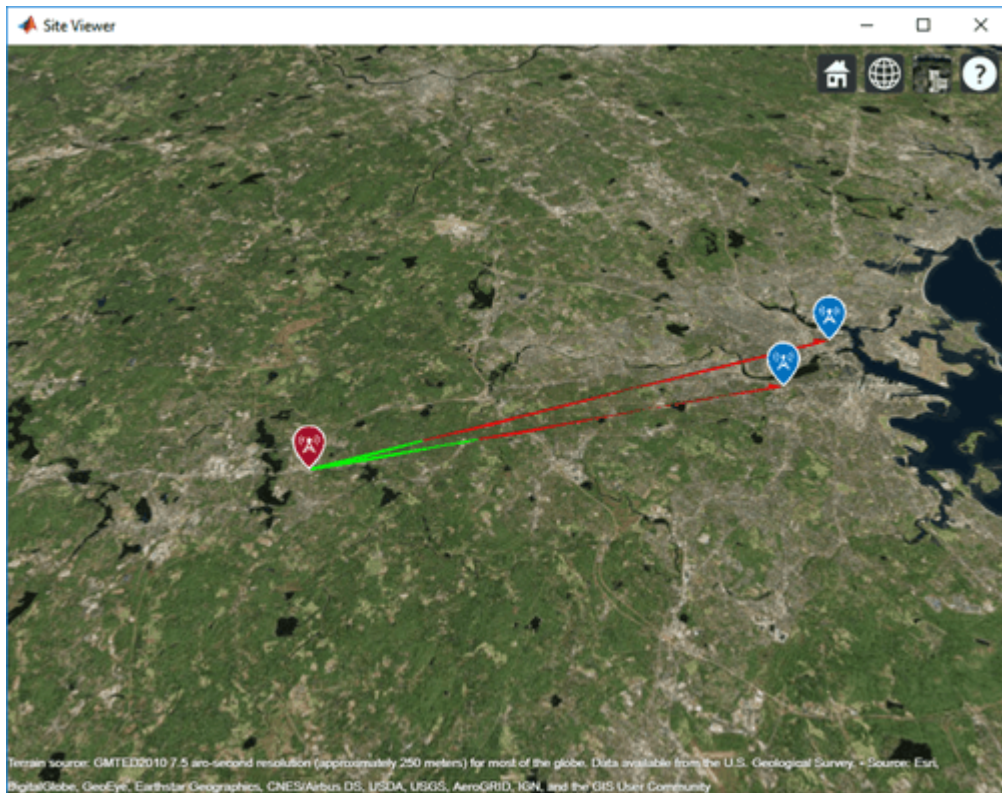 Site Viewer
?
Terrain source: GMTED2010 7.5 arc-second resolution (approximately 250 meters) for most of the globe. Data available from the U.S. Geological Survey. • Source: Esri,
DigitalGlobe, GeoEye, Earthstar Geographics, CNES/Airbus DS, USDA, USGS, AeroGRID, IGN, and the GIS User Community